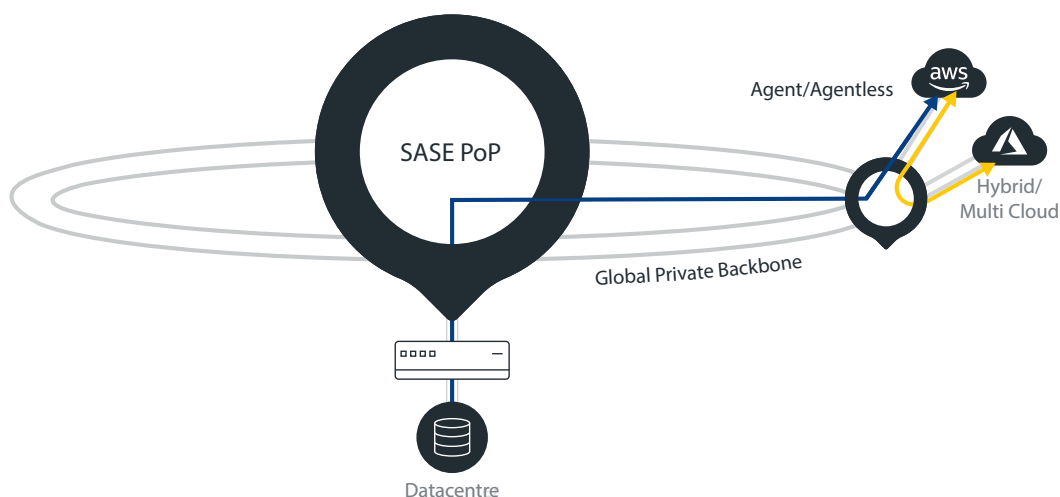 aws
Agent/Agentless
SASE PoP
Hybrid/
Multi Cloud
Global Private Backbone
Datacentre